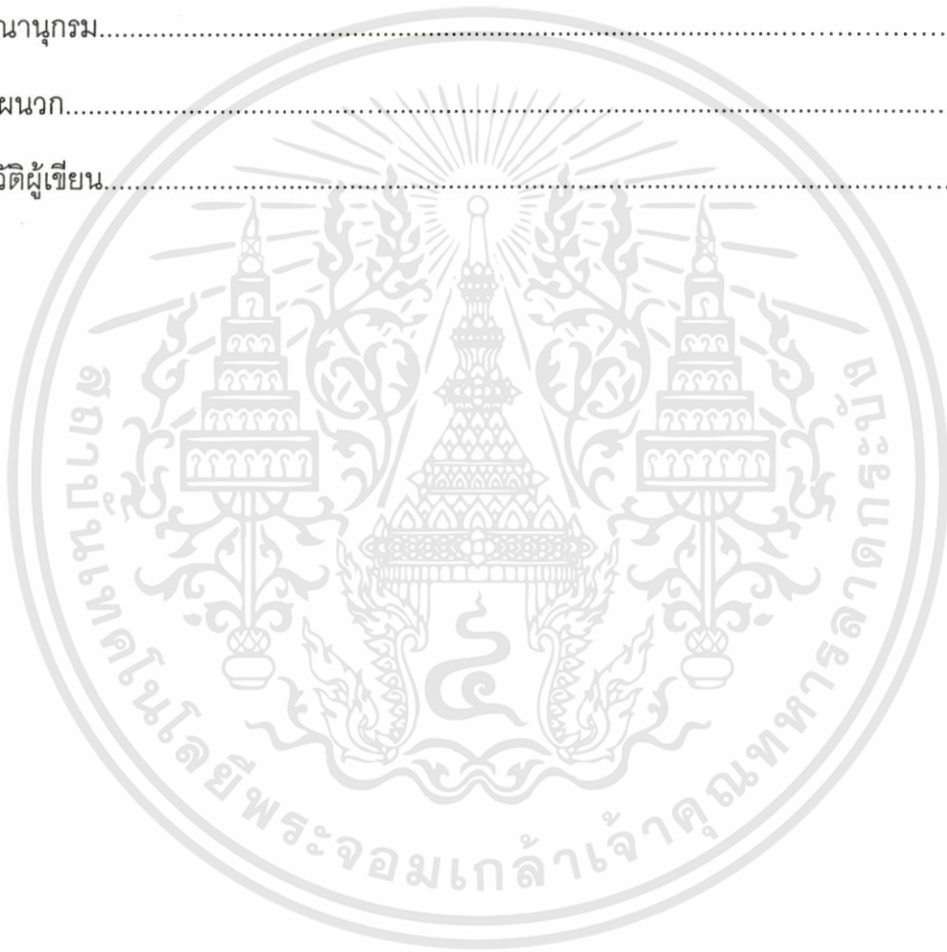 ณานุกรม................................................................................................
ผนวก................................................................................................
วัติผู้เขียน................................................................................................
สถาบันเทคโนโลยีพระจอมเกล้าเจ้าคุณทหารลาดกระบัง
๔